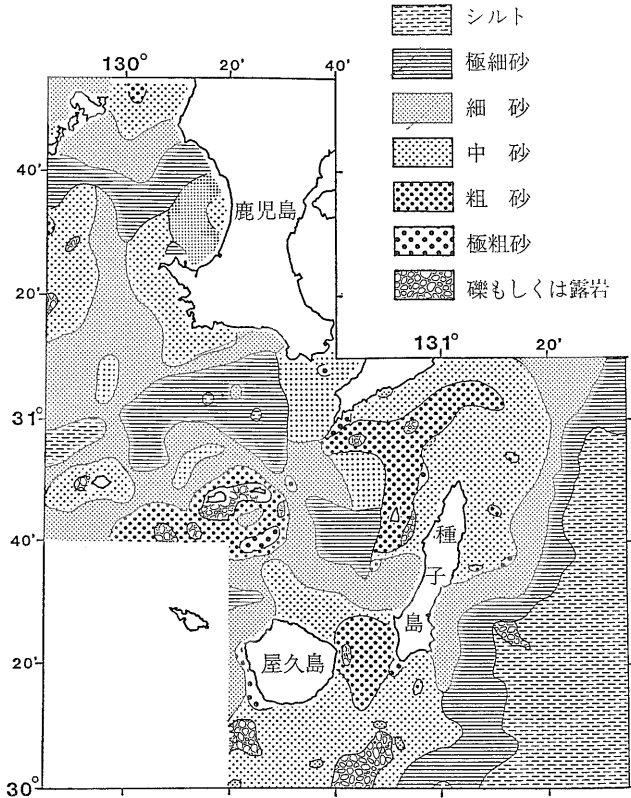 シルト
極細砂
細 砂
中 砂
粗 砂
極粗砂
礫もしくは露岩
130° 20' 40'
40'
鹿児島
20'
131° 20'
31°
40'
種
子
島
屋久島
20'
30°